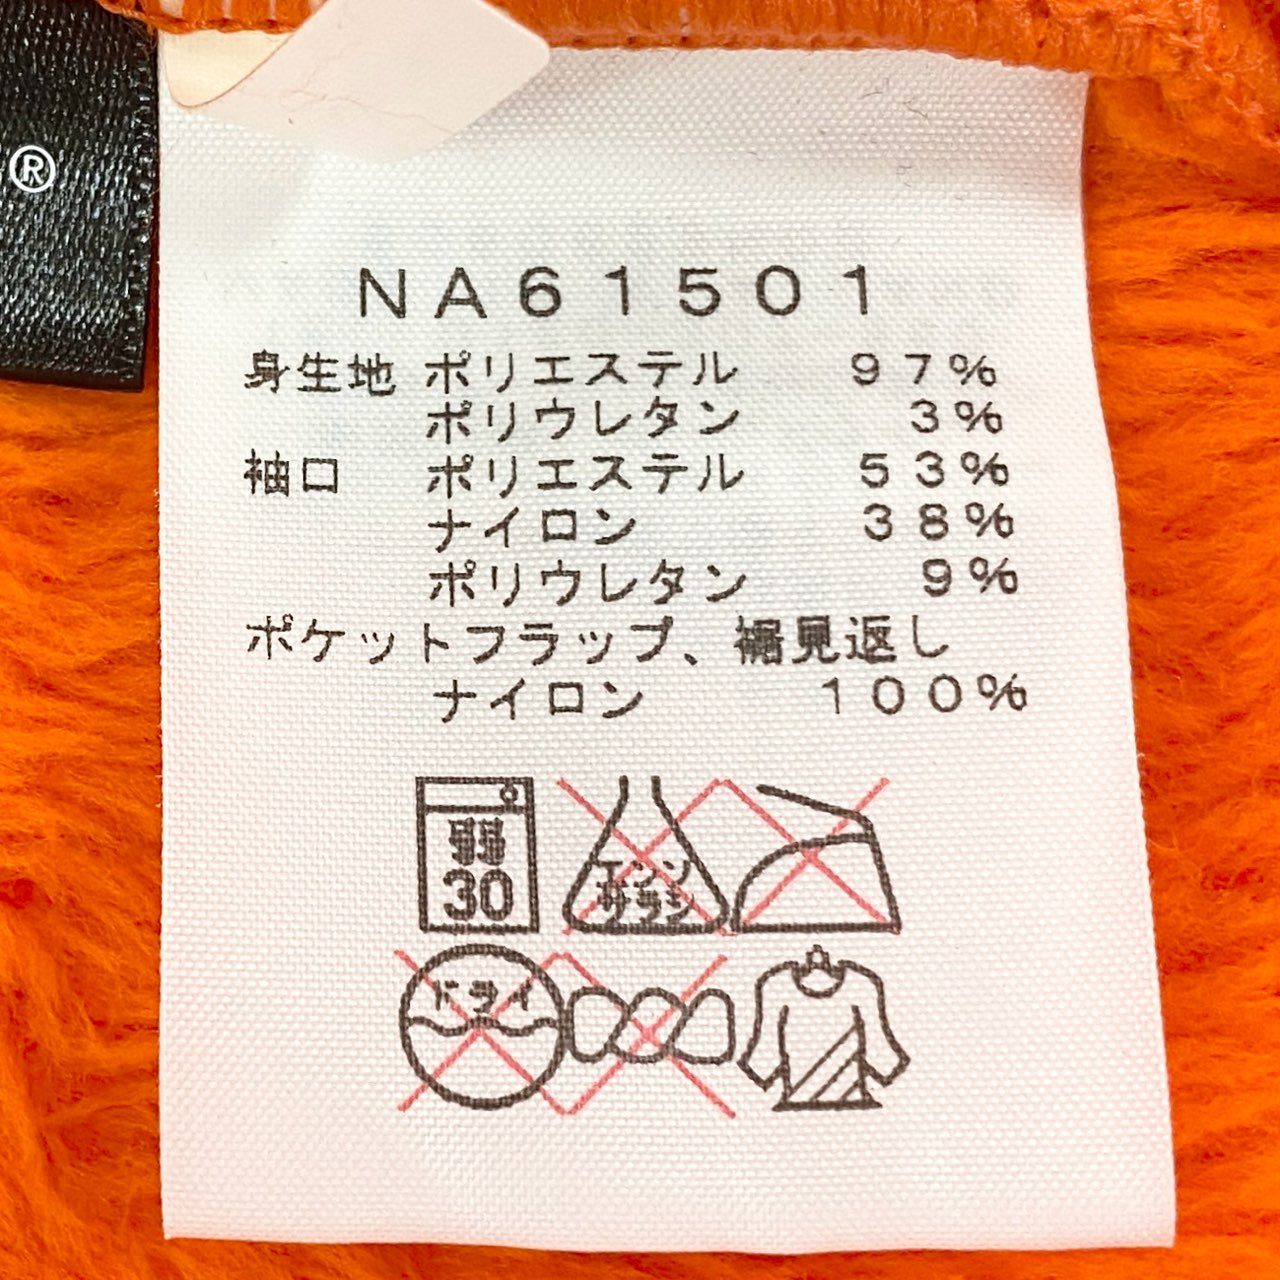 ®
NA61501
身生地 ポリエステル 97%
ポリウレタン 3%
袖口 ポリエステル 53%
ナイロン 38%
ポリウレタン 9%
ポケットフラップ、裾見返し
ナイロン 100%
弱
30
エンソ
サラシ
ドライ